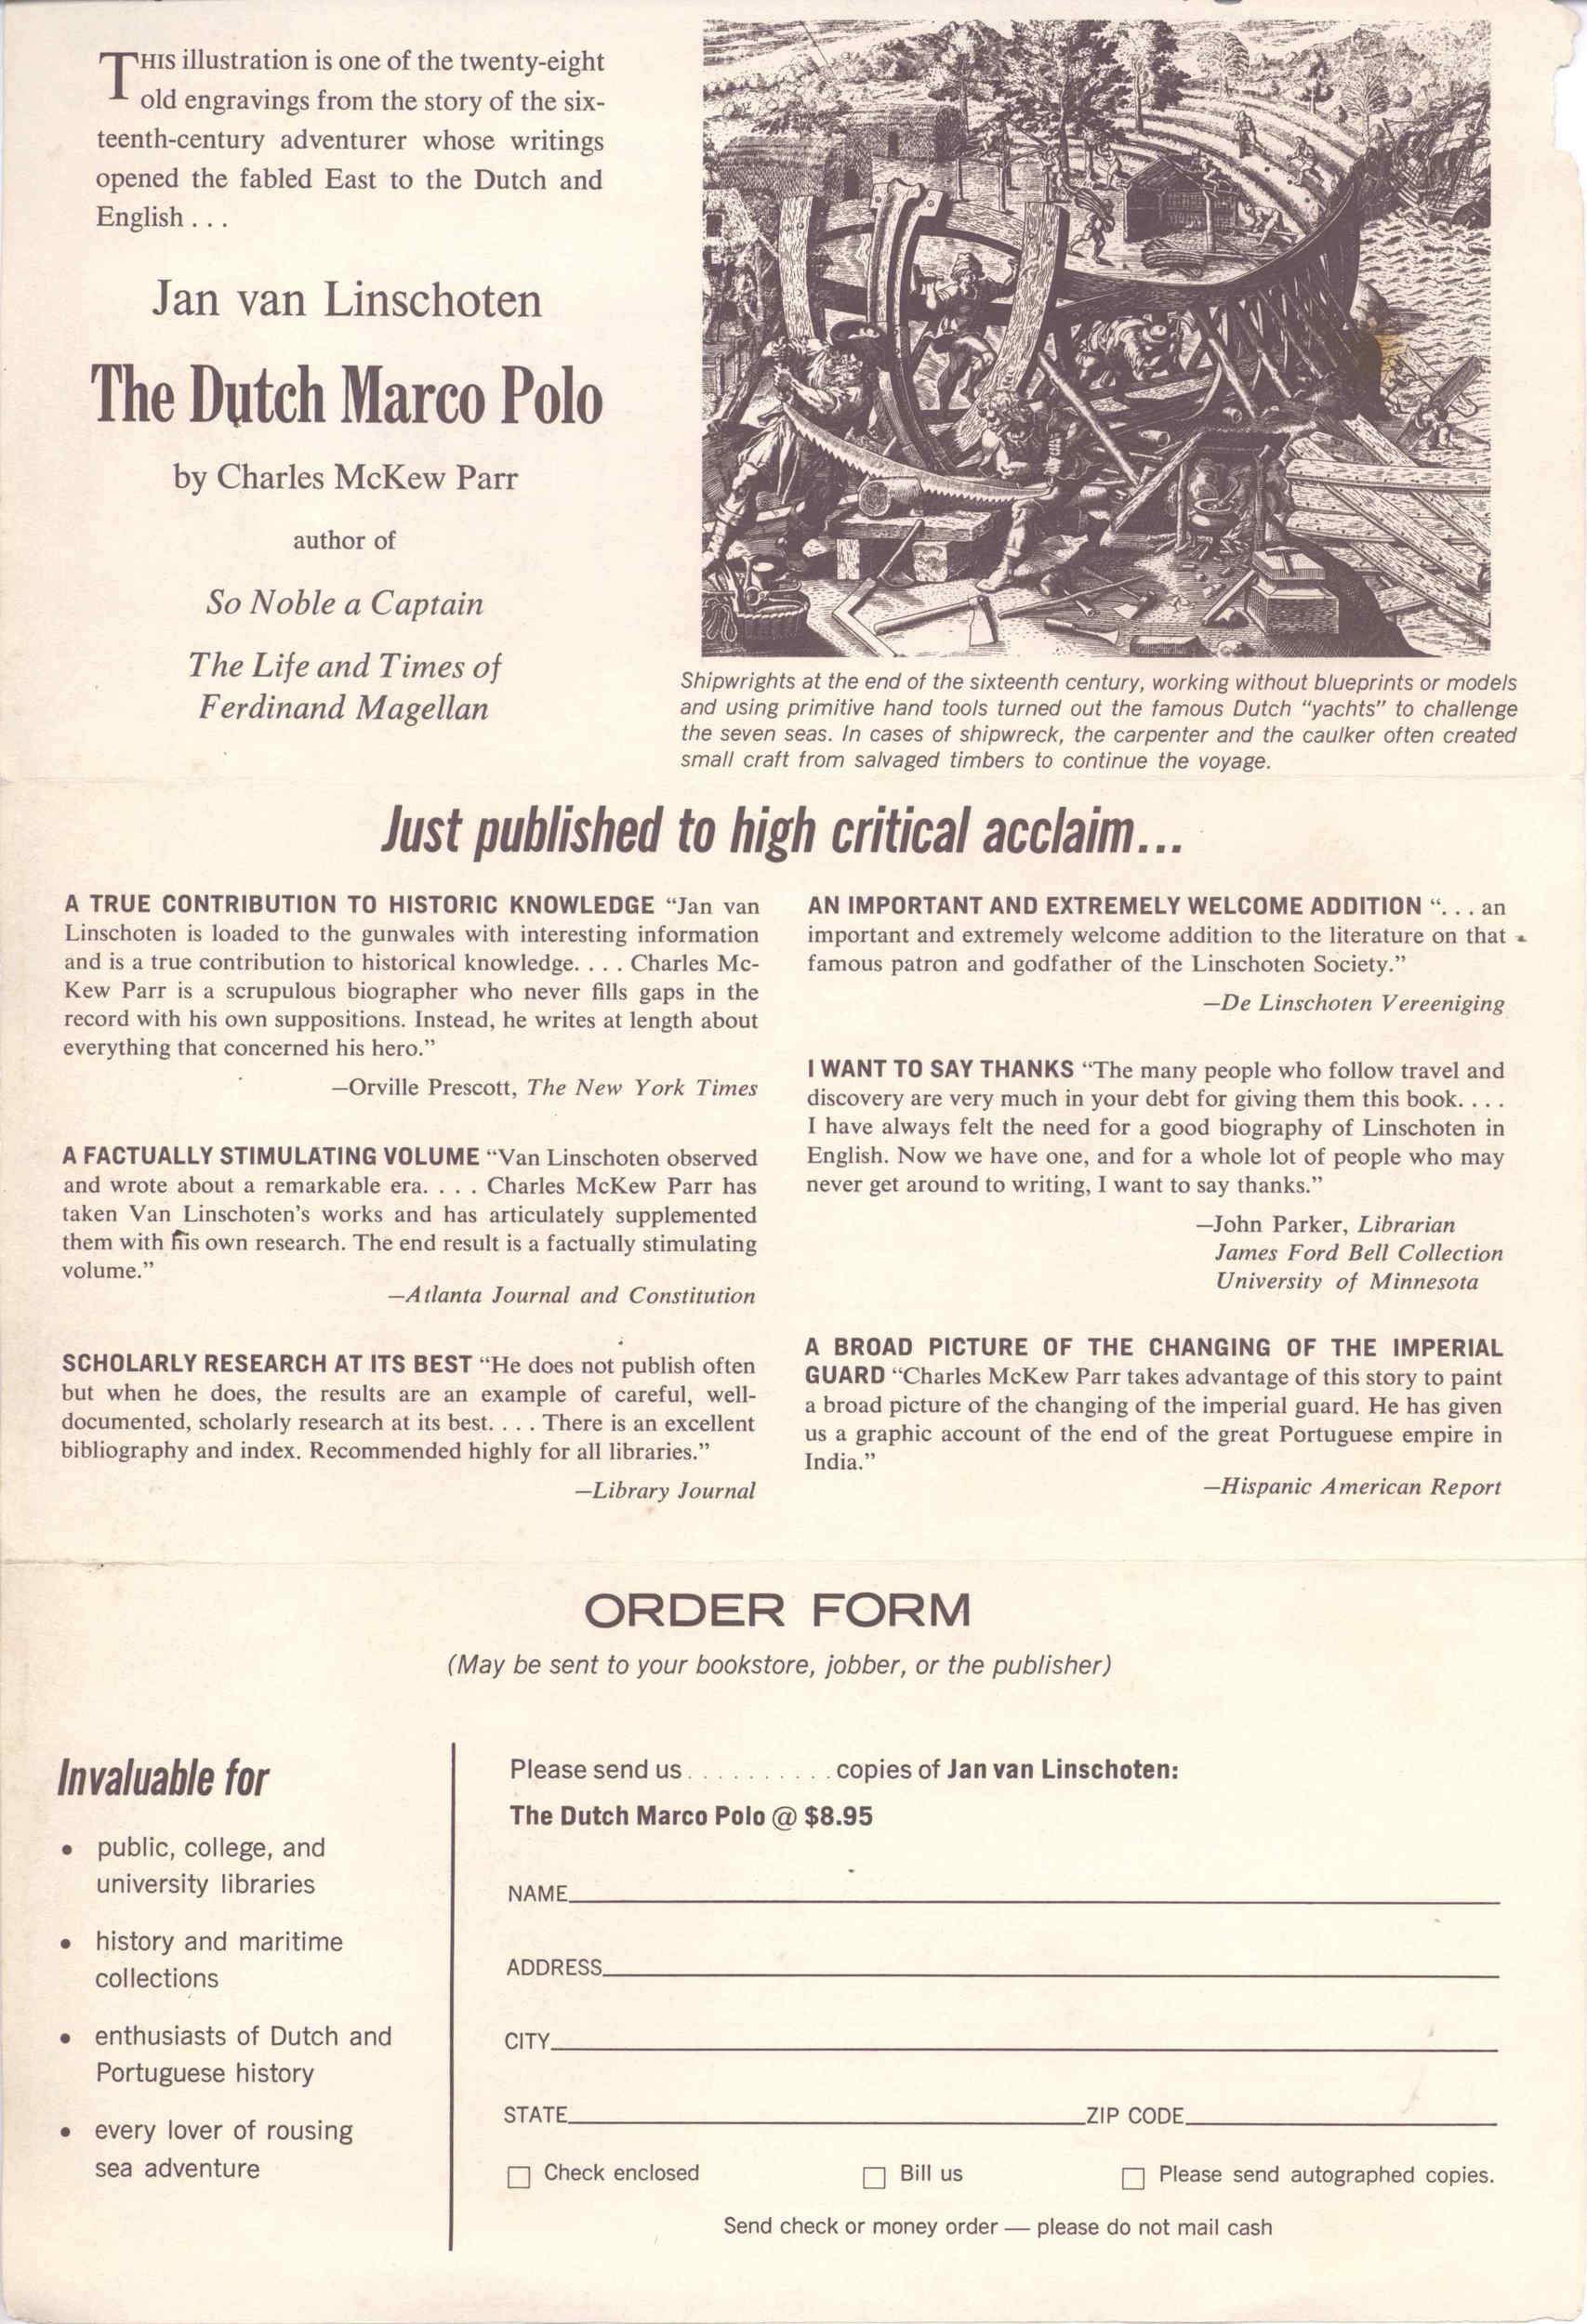 THIS illustration is one of the twenty-eight
old engravings from the story of the six-
teenth-century adventurer whose writings
opened the fabled East to the Dutch and
English . . .
Jan van Linschoten
The Dutch Marco Polo
by Charles McKew Parr
author of
So Noble a Captain
The Life and Times of
Ferdinand Magellan
Shipwrights at the end of the sixteenth century, working without blueprints or models
and using primitive hand tools turned out the famous Dutch “yachts” to challenge
the seven seas. In cases of shipwreck, the carpenter and the caulker often created
small craft from salvaged timbers to continue the voyage.
Just published to high critical acclaim...
A TRUE CONTRIBUTION TO HISTORIC KNOWLEDGE “Jan van
Linschoten is loaded to the gunwales with interesting information
and is a true contribution to historical knowledge. . . . Charles Mc-
Kew Parr is a scrupulous biographer who never fills gaps in the
record with his own suppositions. Instead, he writes at length about
everything that concerned his hero.”
—Orville Prescott, The New York Times
A FACTUALLY STIMULATING VOLUME “Van Linschoten observed
and wrote about a remarkable era. . . . Charles McKew Parr has
taken Van Linschoten’s works and has articulately supplemented
them with his own research. The end result is a factually stimulating
volume.”
—Atlanta Journal and Constitution
SCHOLARLY RESEARCH AT ITS BEST “He does not publish often
but when he does, the results are an example of careful, well-
documented, scholarly research at its best. . . . There is an excellent
bibliography and index. Recommended highly for all libraries.”
—Library Journal
AN IMPORTANT AND EXTREMELY WELCOME ADDITION “. . . an
important and extremely welcome addition to the literature on that
famous patron and godfather of the Linschoten Society.”
—De Linschoten Vereeniging
I WANT TO SAY THANKS “The many people who follow travel and
discovery are very much in your debt for giving them this book. . . .
I have always felt the need for a good biography of Linschoten in
English. Now we have one, and for a whole lot of people who may
never get around to writing, I want to say thanks.”
—John Parker, Librarian
James Ford Bell Collection
University of Minnesota
A BROAD PICTURE OF THE CHANGING OF THE IMPERIAL
GUARD “Charles McKew Parr takes advantage of this story to paint
a broad picture of the changing of the imperial guard. He has given
us a graphic account of the end of the great Portuguese empire in
India.”
—Hispanic American Report
ORDER FORM
(May be sent to your bookstore, jobber, or the publisher)
Invaluable for
• public, college, and
university libraries
• history and maritime
collections
• enthusiasts of Dutch and
Portuguese history
• every lover of rousing
sea adventure
Please send us . . . . . . . . . . copies of Jan van Linschoten:
The Dutch Marco Polo @ $8.95
NAME
ADDRESS
CITY
STATE ZIP CODE
☐ Check enclosed ☐ Bill us ☐ Please send autographed copies.
Send check or money order — please do not mail cash